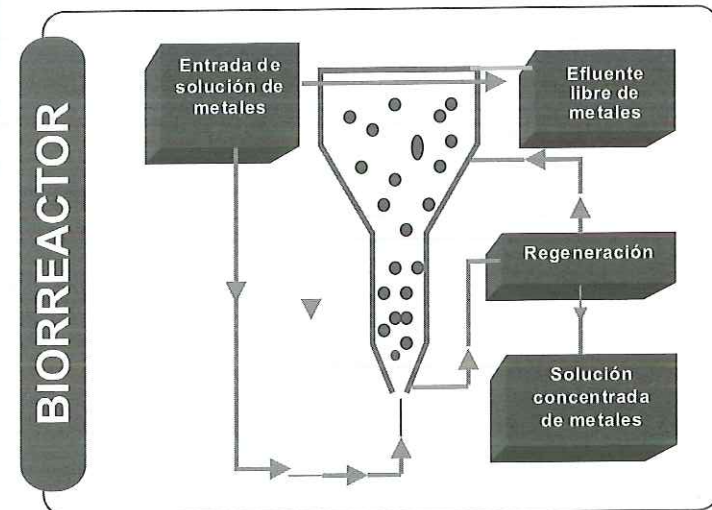 BIORREACTOR
Entrada de
solución de
metales
Efluente
libre de
metales
Regeneración
Solución
concentrada
de metales